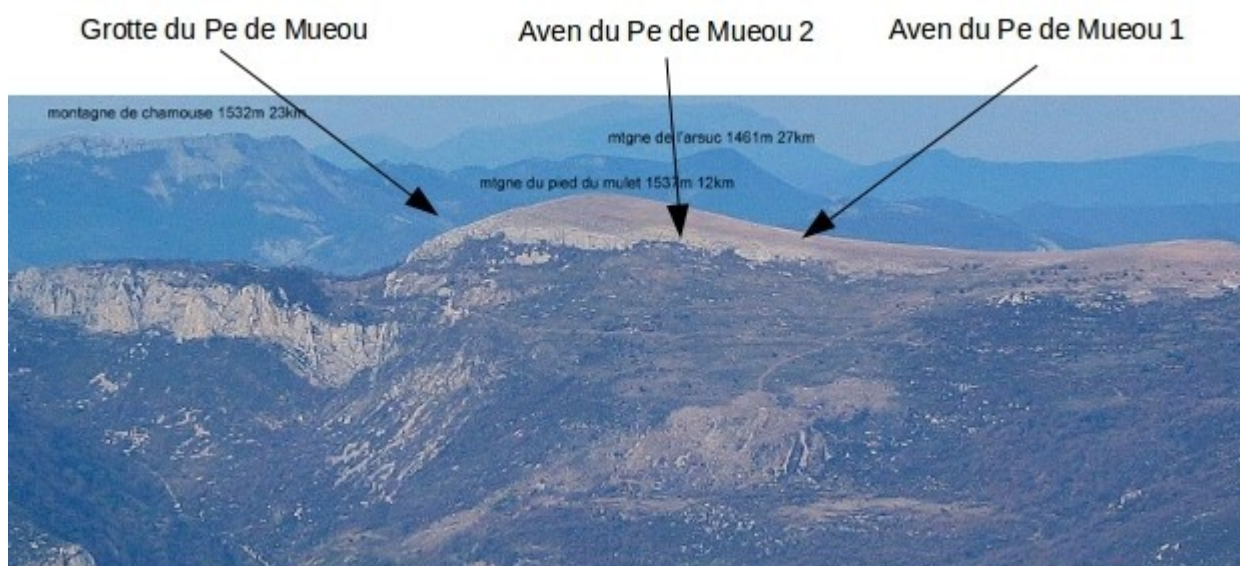 Grotte du Pe de Mueou
Aven du Pe de Mueou 2
Aven du Pe de Mueou 1
montagne de chamouse 1532m 23km
mtgne de l'arsuc 1461m 27km
mtgne du pied du mulet 1537m 12km